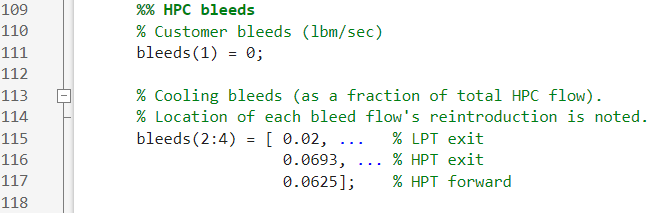 109 %% HPC bleeds
110 % Customer bleeds (lbm/sec)
111 bleeds(1) = 0;
112
113 % Cooling bleeds (as a fraction of total HPC flow).
114 % Location of each bleed flow's reintroduction is noted.
115 bleeds(2:4) = [ 0.02, ... % LPT exit
116 0.0693, ... % HPT exit
117 0.0625]; % HPT forward
118